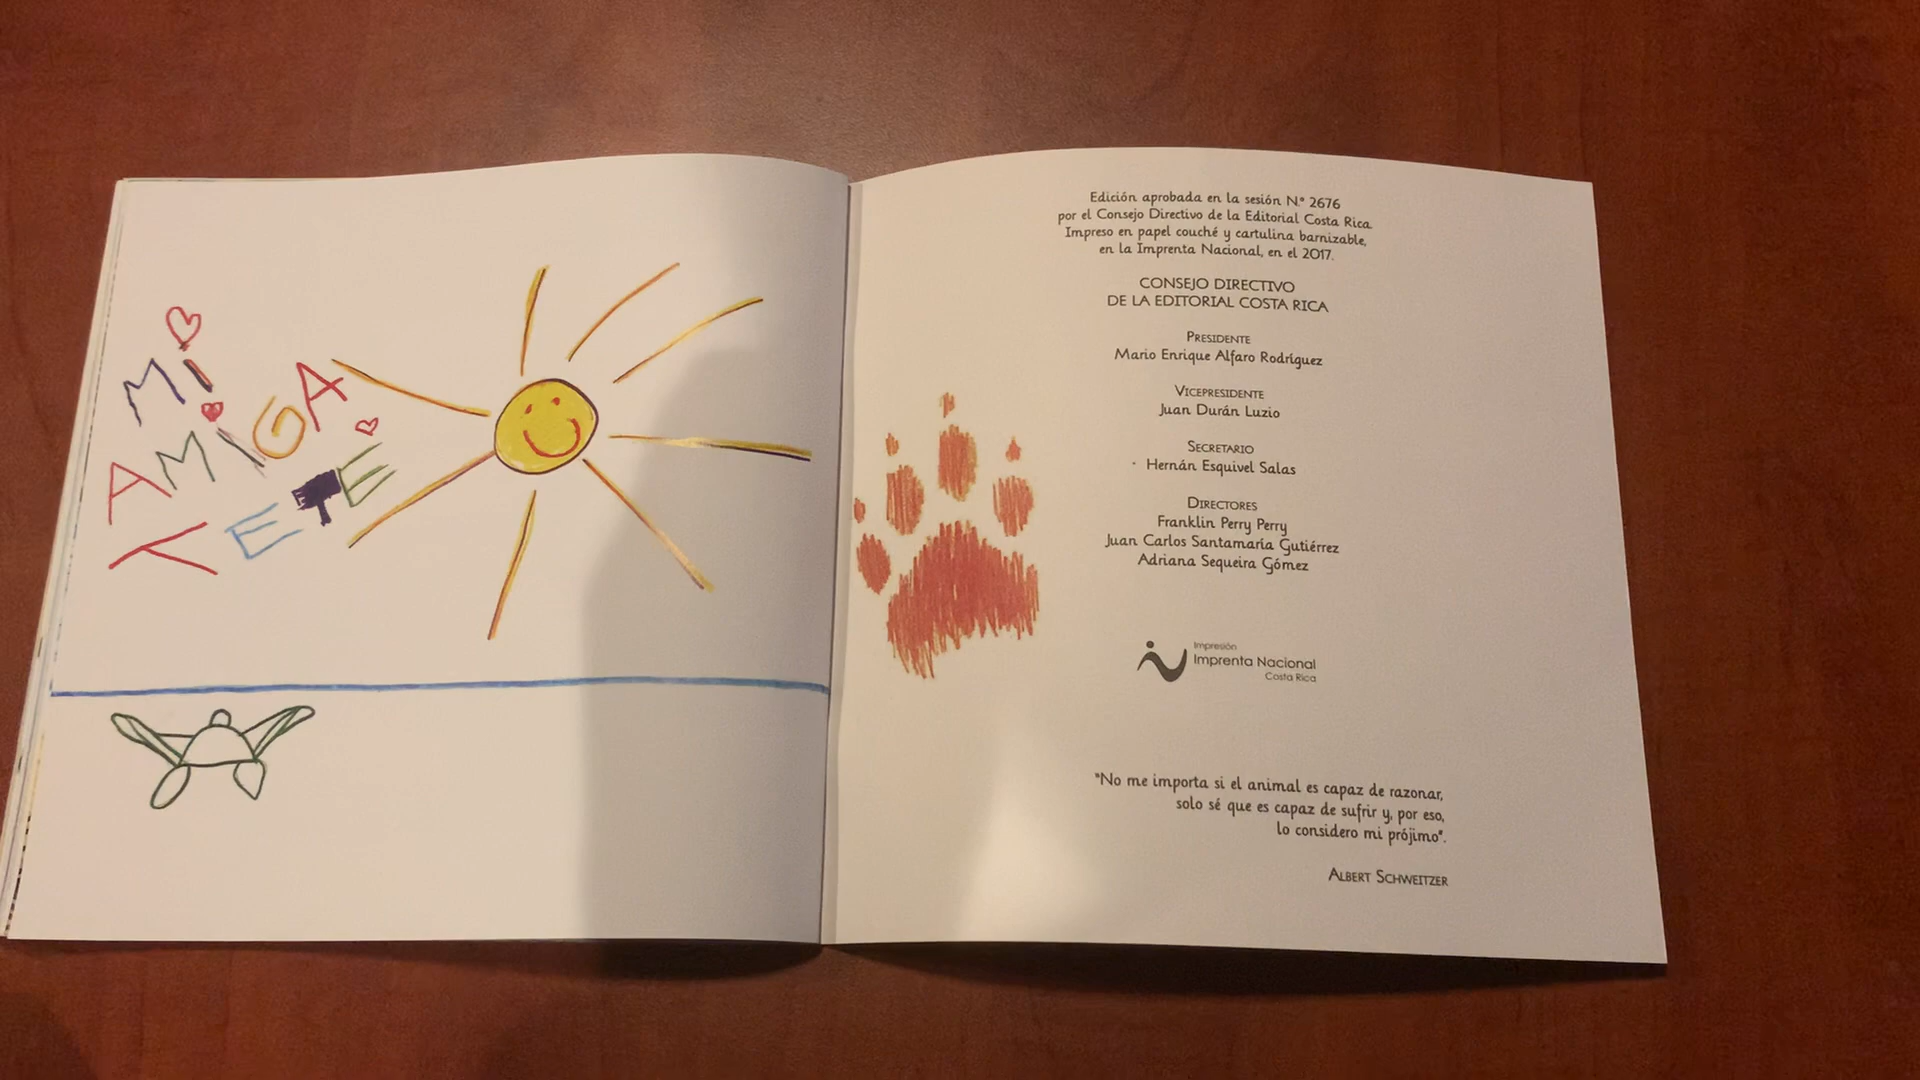 Mi
AMIGA
KETE
Edición aprobada en la sesión N.° 2676
por el Consejo Directivo de la Editorial Costa Rica.
Impreso en papel couché y cartulina barnizable,
en la Imprenta Nacional, en el 2017.
CONSEJO DIRECTIVO
DE LA EDITORIAL COSTA RICA
PRESIDENTE
Mario Enrique Alfaro Rodríguez
VICEPRESIDENTE
Juan Durán Luzio
SECRETARIO
Hernán Esquivel Salas
DIRECTORES
Franklin Perry Perry
Juan Carlos Santamaría Gutiérrez
Adriana Sequeira Gómez
Impresión
Imprenta Nacional
Costa Rica
"No me importa si el animal es capaz de razonar,
solo sé que es capaz de sufrir y, por eso,
lo considero mi prójimo".
ALBERT SCHWEITZER